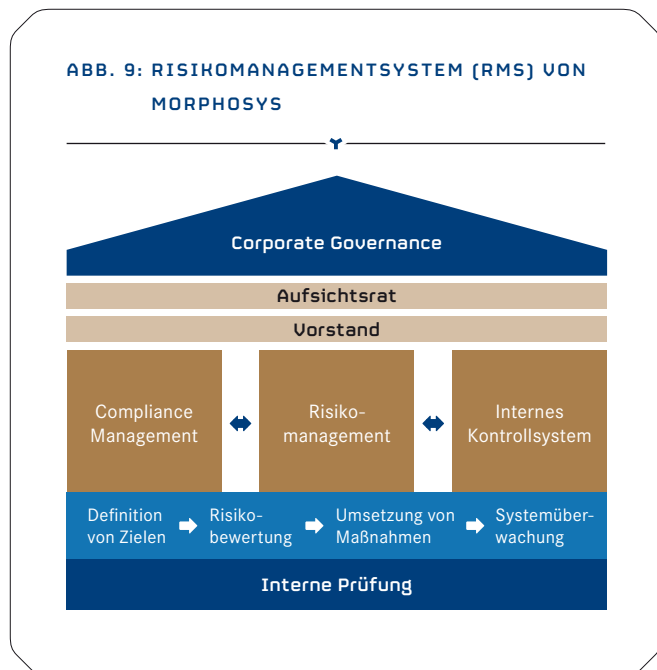 ABB. 9: RISIKOMANAGEMENTSYSTEM (RMS) VON
MORPHOSYS
Corporate Governance
Aufsichtsrat
Vorstand
Compliance
Management
Risiko-
management
Internes
Kontrollsystem
Definition
von Zielen
Risiko-
bewertung
Umsetzung von
Maßnahmen
Systemüber-
wachung
Interne Prüfung